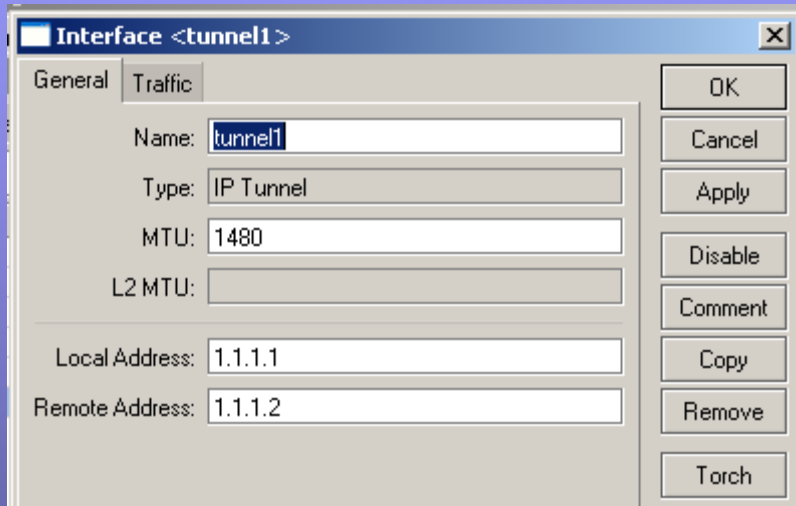 Interface <tunnel1>
General Traffic
Name: tunnel1
Type: IP Tunnel
MTU: 1480
L2 MTU:
Local Address: 1.1.1.1
Remote Address: 1.1.1.2
OK
Cancel
Apply
Disable
Comment
Copy
Remove
Torch